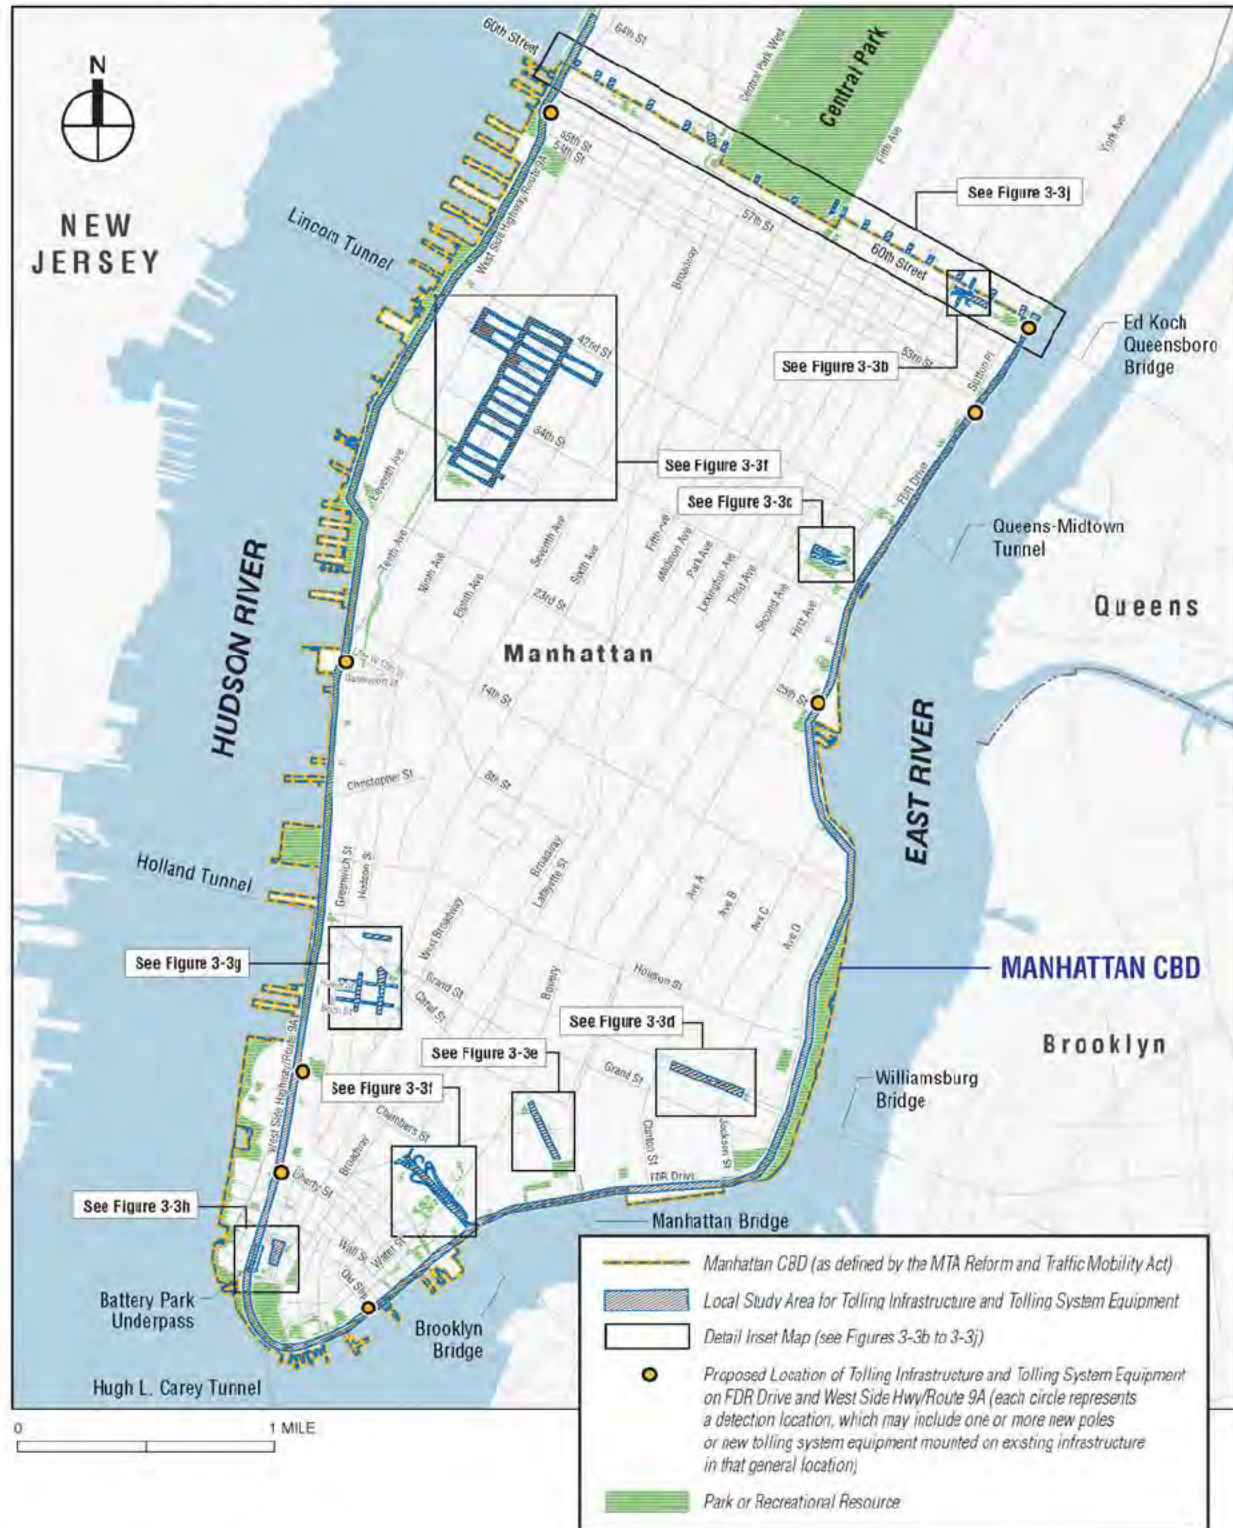 60th Street
64th St
Central Park West
Central Park
Fifth Ave
York Ave
N
NEW
JERSEY
55th St
54th St
West Side Highway/Route 9A
Lincom Tunnel
57th St
Broadway
60th Street
See Figure 3-3j
See Figure 3-3b
53rd St
Sutton Pl
Ed Koch
Queensboro
Bridge
42nd St
34th St
See Figure 3-3f
See Figure 3-3c
FDR Drive
Queens-Midtown
Tunnel
Queens
Eleventh Ave
Tenth Ave
Ninth Ave
Eighth Ave
Seventh Ave
Sixth Ave
23rd St
Fifth Ave
Madison Ave
Park Ave
Lexington Ave
Third Ave
Second Ave
First Ave
HUDSON RIVER
Manhattan
25th St
14th St
EAST RIVER
Christopher St
8th St
Holland Tunnel
Greenwich St
Hudson St
Broadway
Lafayette St
Ave A
Ave B
Ave C
Ave D
West Broadway
Houston St
See Figure 3-3g
Grand St
Canal St
Bowery
MANHATTAN CBD
Brooklyn
See Figure 3-3d
See Figure 3-3e
Grand St
Williamsburg
Bridge
West Side Highway/Route 9A
See Figure 3-3f
Chambers St
Broadway
Clinton St
Jackson St
FDR Drive
Liberty St
See Figure 3-3h
Wall St
Water St
Old Slip
Manhattan Bridge
Battery Park
Underpass
Brooklyn
Bridge
Hugh L. Carey Tunnel
0 1 MILE
Manhattan CBD (as defined by the MTA Reform and Traffic Mobility Act)
Local Study Area for Tolling Infrastructure and Tolling System Equipment
Detail Inset Map (see Figures 3-3b to 3-3j)
Proposed Location of Tolling Infrastructure and Tolling System Equipment
on FDR Drive and West Side Hwy/Route 9A (each circle represents
a detection location, which may include one or more new poles
or new tolling system equipment mounted on existing infrastructure
in that general location)
Park or Recreational Resource